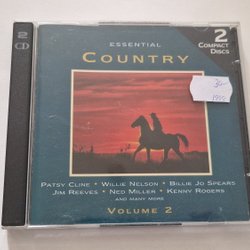 2 CD
ESSENTIAL
COUNTRY
2
COMPACT
DISCS
PATSY CLINE • WILLIE NELSON • BILLIE JO SPEARS
JIM REEVES • NED MILLER • KENNY ROGERS
AND MANY MORE
VOLUME 2